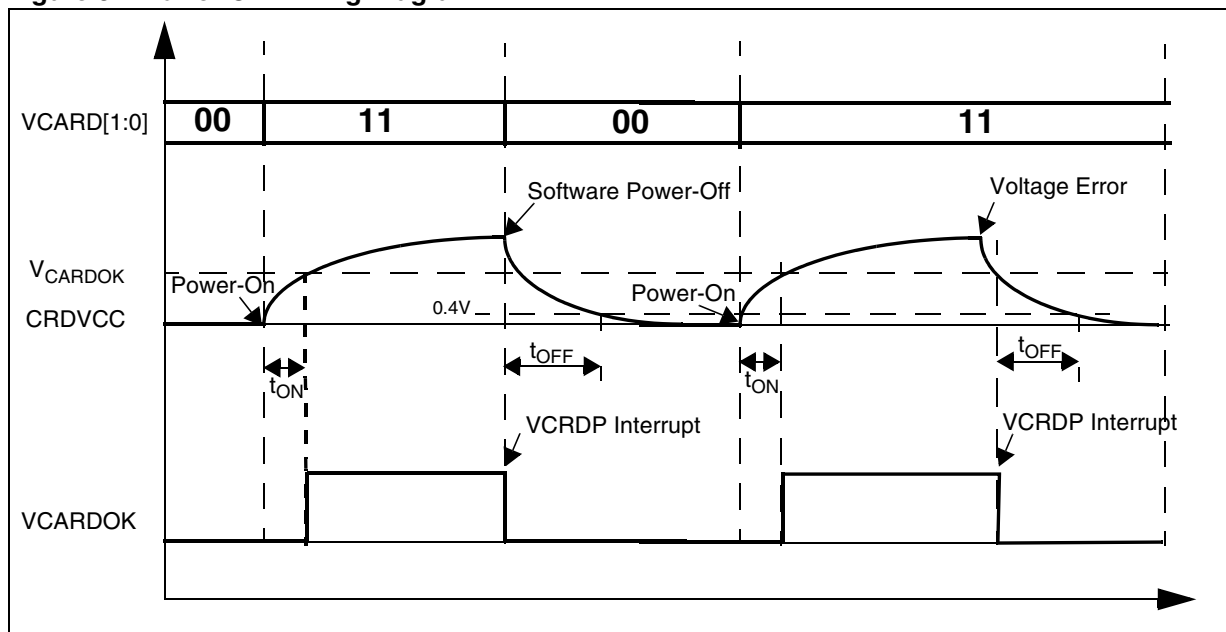 VCARD[1:0] 00 11 00 11
Software Power-Off
Voltage Error
VCARDOK
Power-On
Power-On
0.4V
CRDVCC
tON
tOFF
tON
tOFF
VCRDP Interrupt
VCRDP Interrupt
VCARDOK